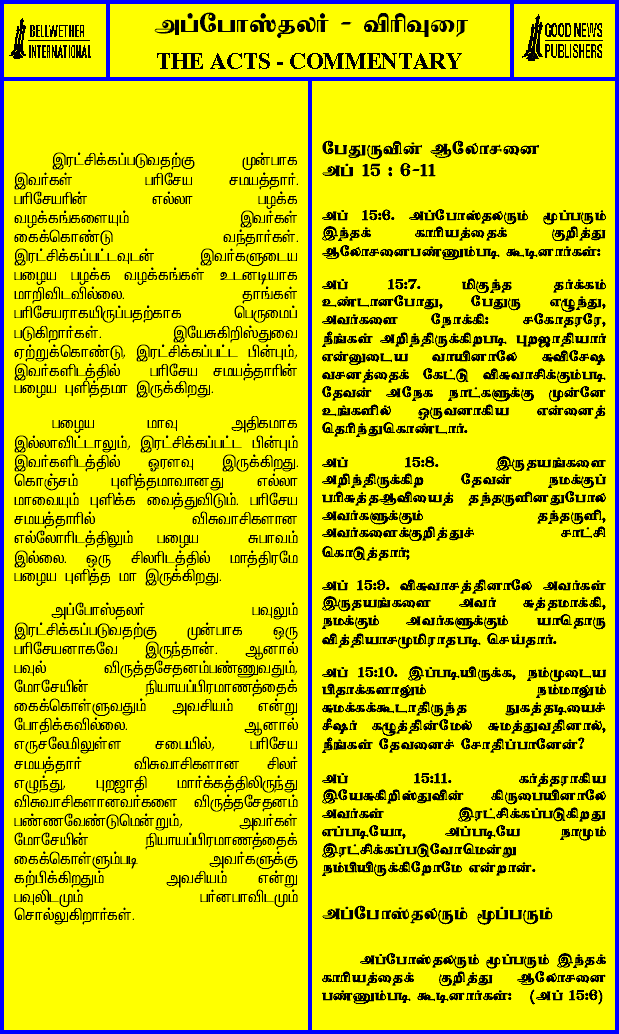 BELLWETHER
INTERNATIONAL
அப்போஸ்தலர் - விரிவுரை
THE ACTS - COMMENTARY
GOOD NEWS
PUBLISHERS
இரட்சிக்கப்படுவதற்கு முன்பாக
இவர்கள் பரிசேய சமயத்தார்.
பரிசேயரின் எல்லா பழக்க
வழக்கங்களையும் இவர்கள்
கைக்கொண்டு வந்தார்கள்.
இரட்சிக்கப்பட்டவுடன் இவர்களுடைய
பழைய பழக்க வழக்கங்கள் உடனடியாக
மாறிவிடவில்லை. தாங்கள்
பரிசேயராகயிருப்பதற்காக பெருமைப்
படுகிறார்கள். இயேசுகிறிஸ்துவை
ஏற்றுக்கொண்டு, இரட்சிக்கப்பட்ட பின்பும்,
இவர்களிடத்தில் பரிசேய சமயத்தாரின்
பழைய புளித்தமா இருக்கிறது.
பழைய மாவு அதிகமாக
இல்லாவிட்டாலும், இரட்சிக்கப்பட்ட பின்பும்
இவர்களிடத்தில் ஓரளவு இருக்கிறது.
கொஞ்சம் புளித்தமாவானது எல்லா
மாவையும் புளிக்க வைத்துவிடும். பரிசேய
சமயத்தாரில் விசுவாசிகளான
எல்லோரிடத்திலும் பழைய சுபாவம்
இல்லை. ஒரு சிலரிடத்தில் மாத்திரமே
பழைய புளித்த மா இருக்கிறது.
அப்போஸ்தலர் பவுலும்
இரட்சிக்கப்படுவதற்கு முன்பாக ஒரு
பரிசேயனாகவே இருந்தான். ஆனால்
பவுல் விருத்தசேதனம்பண்ணுவதும்,
மோசேயின் நியாயப்பிரமாணத்தைக்
கைக்கொள்ளுவதும் அவசியம் என்று
போதிக்கவில்லை. ஆனால்
எருசலேமிலுள்ள சபையில், பரிசேய
சமயத்தார் விசுவாசிகளான சிலர்
எழுந்து, புறஜாதி மார்க்கத்திலிருந்து
விசுவாசிகளானவர்களை விருத்தசேதனம்
பண்ணவேண்டுமென்றும், அவர்கள்
மோசேயின் நியாயப்பிரமாணத்தைக்
கைக்கொள்ளும்படி அவர்களுக்கு
கற்பிக்கிறதும் அவசியம் என்று
பவுலிடமும் பர்னபாவிடமும்
சொல்லுகிறார்கள்.
பேதுருவின் ஆலோசனை
அப் 15 : 6-11
அப் 15:6. அப்போஸ்தலரும் மூப்பரும்
இந்தக் காரியத்தைக் குறித்து
ஆலோசனைபண்ணும்படி கூடினார்கள்:
அப் 15:7. மிகுந்த தர்க்கம்
உண்டானபோது, பேதுரு எழுந்து,
அவர்களை நோக்கி: சகோதரரே,
நீங்கள் அறிந்திருக்கிறபடி புறஜாதியார்
என்னுடைய வாயினாலே சுவிசேஷ
வசனத்தைக் கேட்டு விசுவாசிக்கும்படி
தேவன் அநேக நாட்களுக்கு முன்னே
உங்களில் ஒருவனாகிய என்னைத்
தெரிந்துகொண்டார்.
அப் 15:8. இருதயங்களை
அறிந்திருக்கிற தேவன் நமக்குப்
பரிசுத்தஆவியைத் தந்தருளினதுபோல
அவர்களுக்கும் தந்தருளி,
அவர்களைக்குறித்துச் சாட்சி
கொடுத்தார்;
அப் 15:9. விசுவாசத்தினாலே அவர்கள்
இருதயங்களை அவர் சுத்தமாக்கி,
நமக்கும் அவர்களுக்கும் யாதொரு
வித்தியாசமுமிராதபடி செய்தார்.
அப் 15:10. இப்படியிருக்க, நம்முடைய
பிதாக்களாலும் நம்மாலும்
சுமக்கக்கூடாதிருந்த நுகத்தடியைச்
சீஷர் கழுத்தின்மேல் சுமத்துவதினால்,
நீங்கள் தேவனைச் சோதிப்பானேன்?
அப் 15:11. கர்த்தராகிய
இயேசுகிறிஸ்துவின் கிருபையினாலே
அவர்கள் இரட்சிக்கப்படுகிறது
எப்படியோ, அப்படியே நாமும்
இரட்சிக்கப்படுவோமென்று
நம்பியிருக்கிறோமே என்றான்.
அப்போஸ்தலரும் மூப்பரும்
அப்போஸ்தலரும் மூப்பரும் இந்தக்
காரியத்தைக் குறித்து ஆலோசனை
பண்ணும்படி கூடினார்கள்: (அப் 15:6)